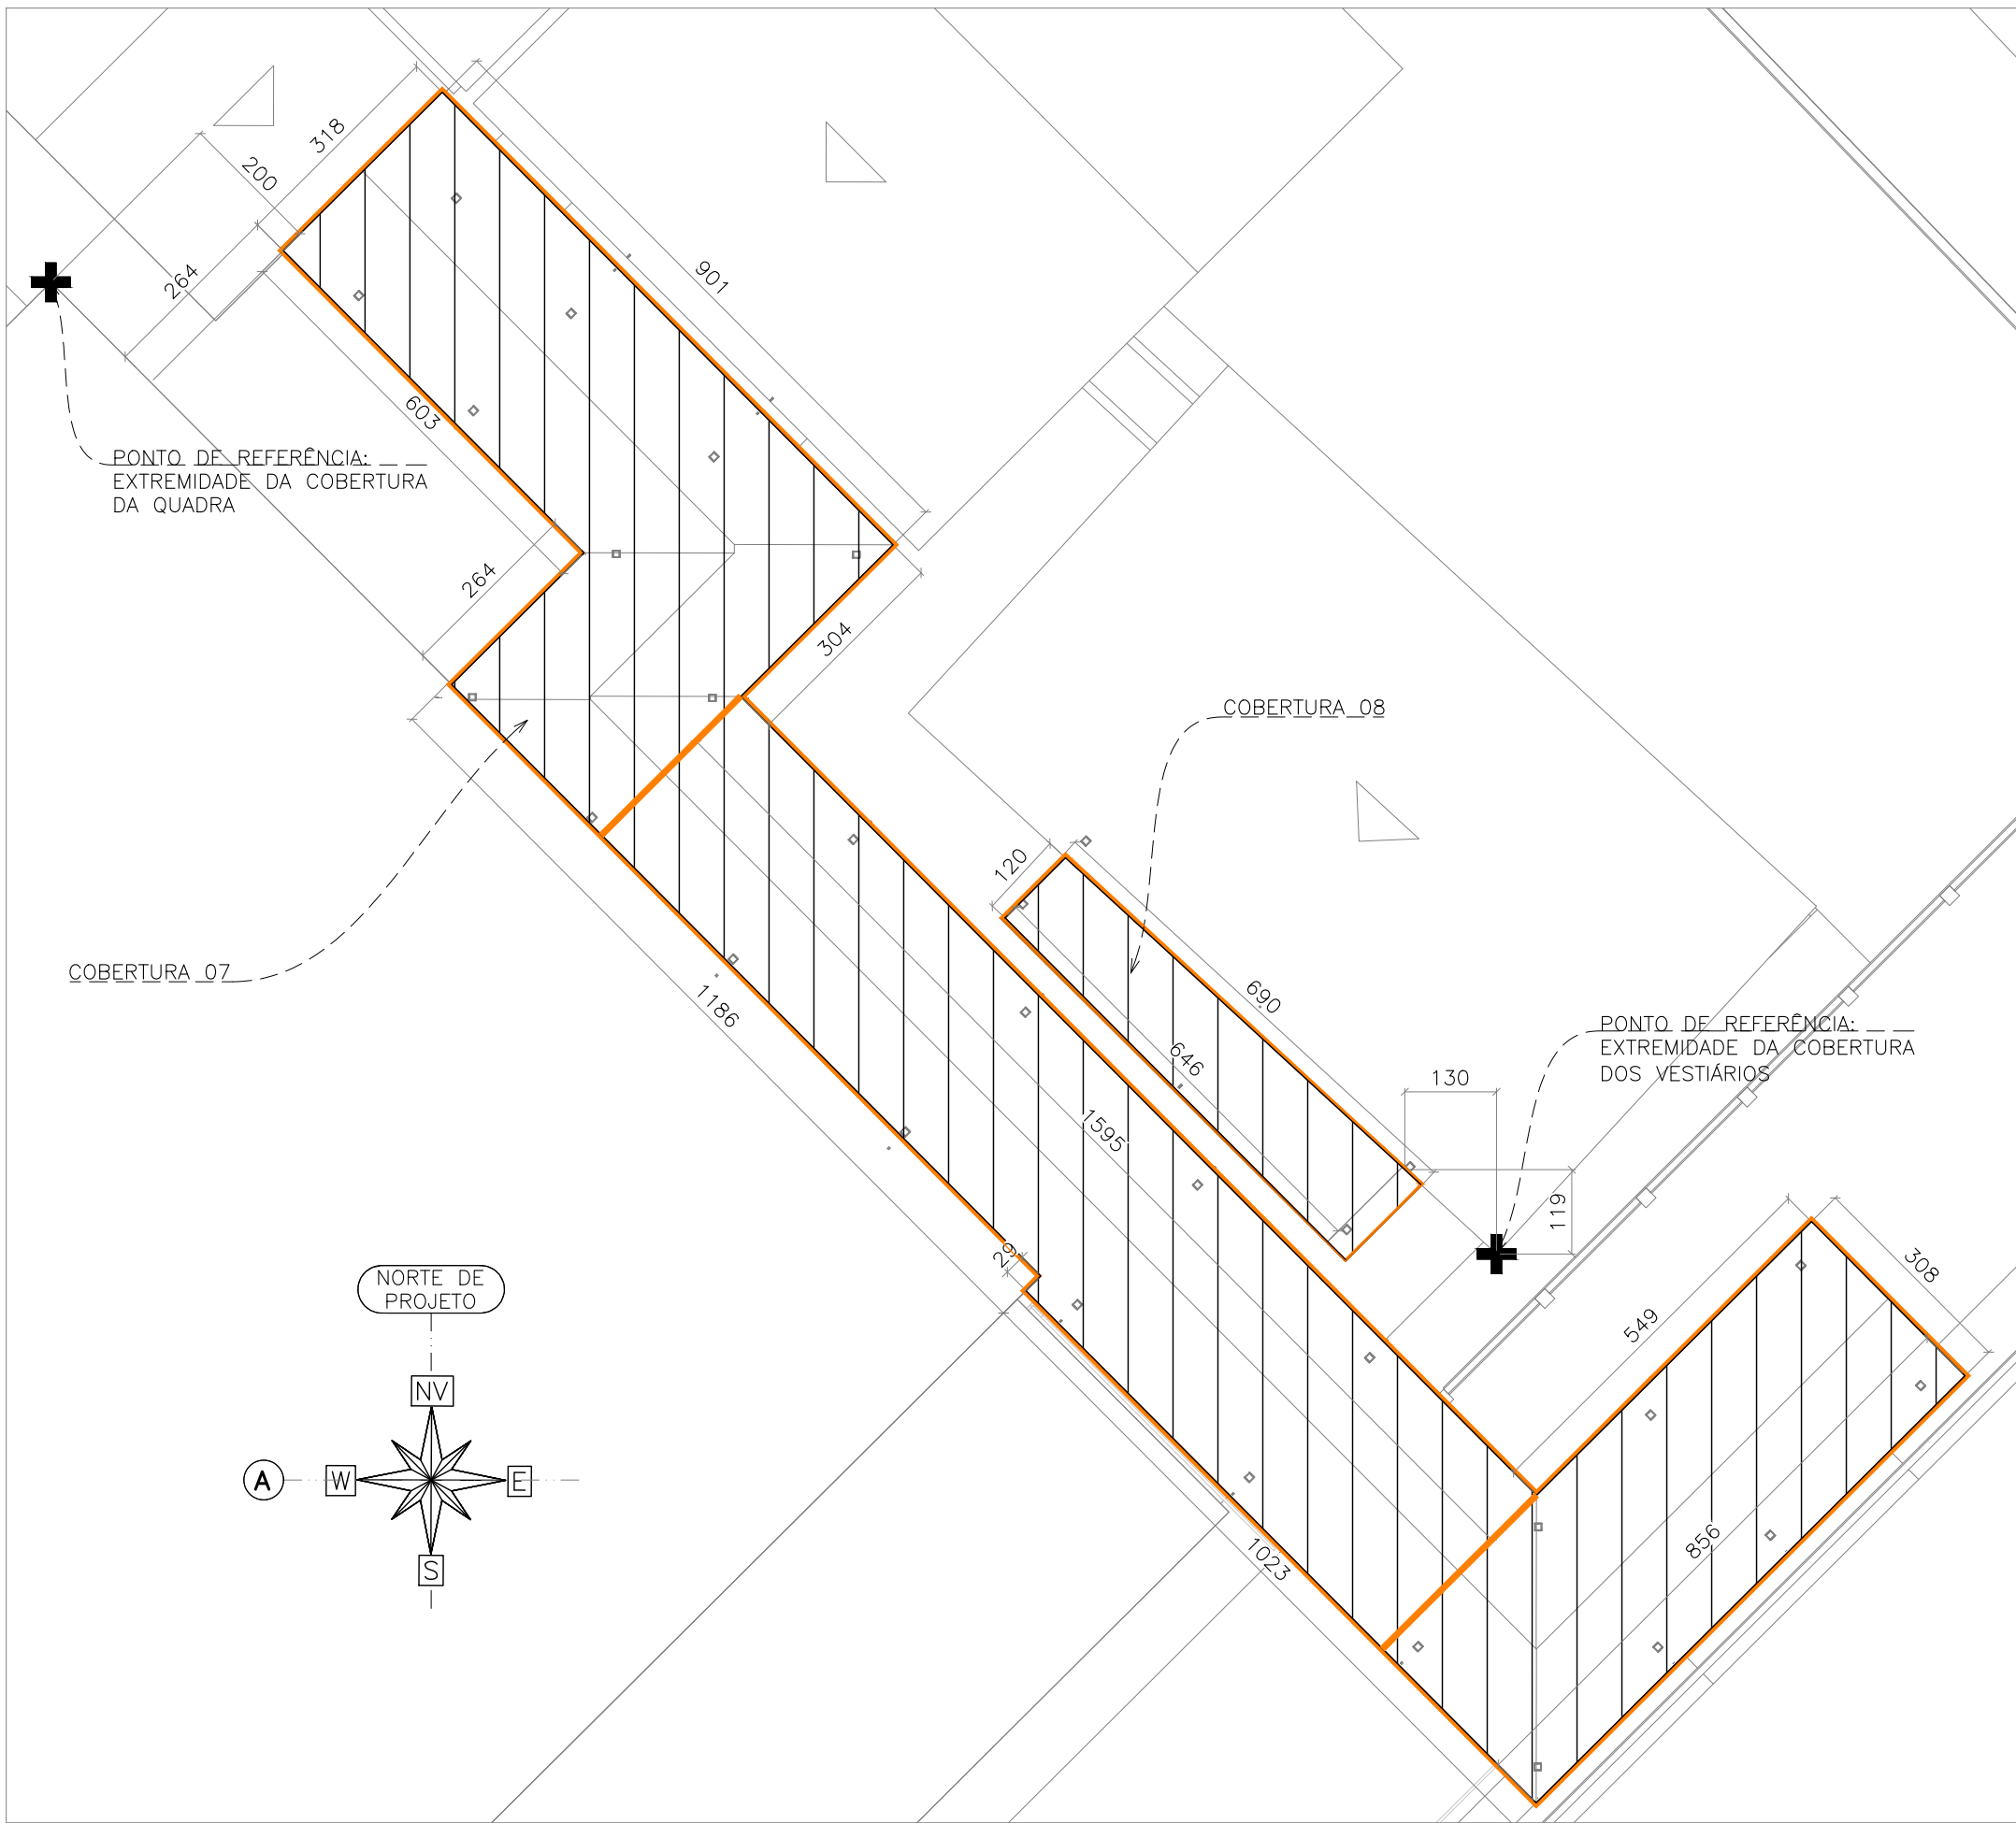 318
200
264
901
603
PONTO DE REFERÊNCIA:
EXTREMIDADE DA COBERTURA
DA QUADRA
264
304
COBERTURA 08
120
COBERTURA 07
1186
690
646
PONTO DE REFERÊNCIA:
EXTREMIDADE DA COBERTURA
DOS VESTIÁRIOS
130
1595
119
29
308
NORTE DE
PROJETO
549
NV
A
W
E
S
856
1023